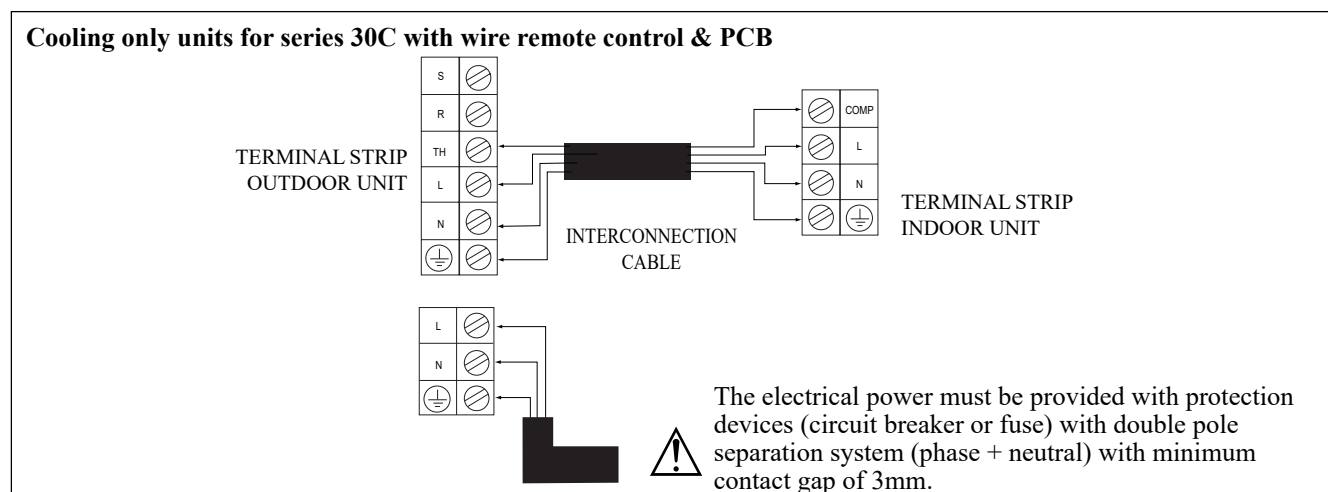 Cooling only units for series 30C with wire remote control & PCB
S
R
TH
L
N
TERMINAL STRIP
OUTDOOR UNIT
INTERCONNECTION
CABLE
COMP
L
N
TERMINAL STRIP
INDOOR UNIT
L
N
The electrical power must be provided with protection
devices (circuit breaker or fuse) with double pole
separation system (phase + neutral) with minimum
contact gap of 3mm.